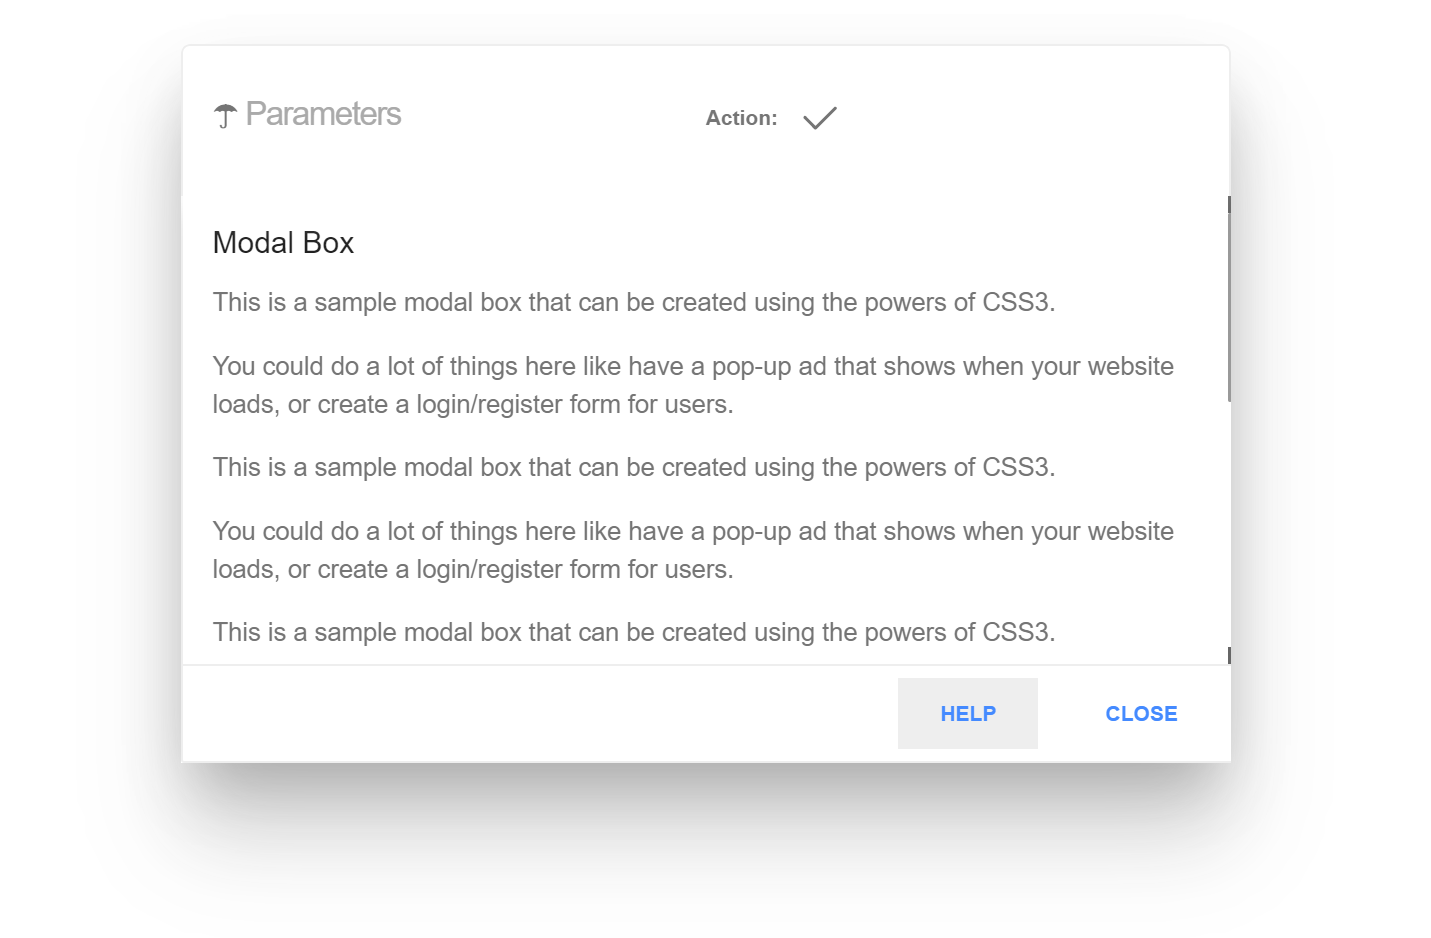 Parameters
Action:
Modal Box
This is a sample modal box that can be created using the powers of CSS3.
You could do a lot of things here like have a pop-up ad that shows when your website
loads, or create a login/register form for users.
This is a sample modal box that can be created using the powers of CSS3.
You could do a lot of things here like have a pop-up ad that shows when your website
loads, or create a login/register form for users.
This is a sample modal box that can be created using the powers of CSS3.
HELP
CLOSE